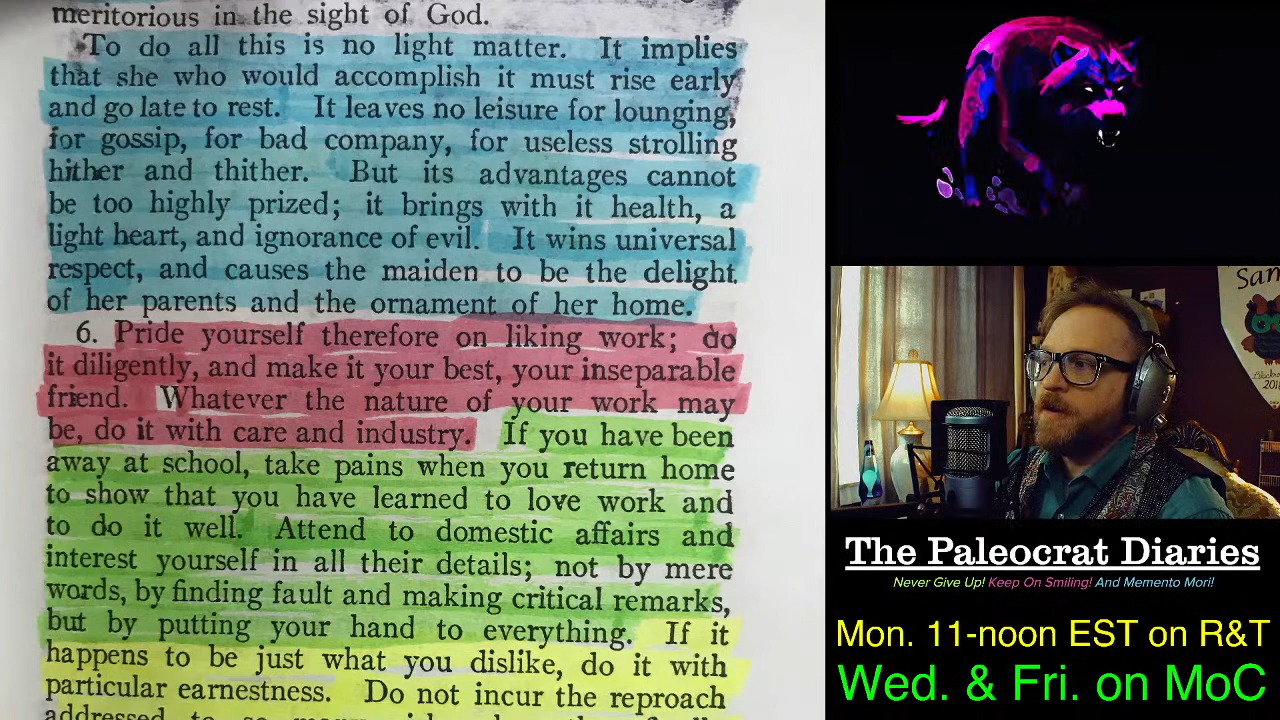 meritorious in the sight of God.
To do all this is no light matter. It implies
that she who would accomplish it must rise early
and go late to rest. It leaves no leisure for lounging,
for gossip, for bad company, for useless strolling
hither and thither. But its advantages cannot
be too highly prized; it brings with it health, a
light heart, and ignorance of evil. It wins universal
respect, and causes the maiden to be the delight
of her parents and the ornament of her home.
6. Pride yourself therefore on liking work; do
it diligently, and make it your best, your inseparable
friend. Whatever the nature of your work may
be, do it with care and industry. If you have been
away at school, take pains when you return home
to show that you have learned to love work and
to do it well. Attend to domestic affairs and
interest yourself in all their details; not by mere
words, by finding fault and making critical remarks,
but by putting your hand to everything. If it
happens to be just what you dislike, do it with
particular earnestness. Do not incur the reproach
addressed to so many
Sam
201
The Paleocrat Diaries
Never Give Up! Keep On Smiling! And Memento Mori!
Mon. 11-noon EST on R&T
Wed. & Fri. on MoC